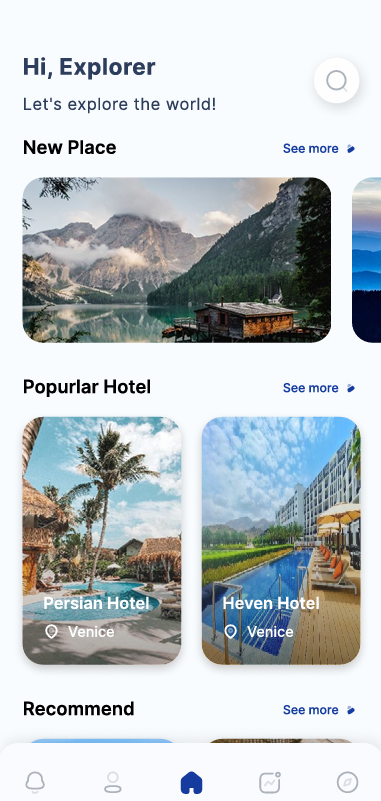 Hi, Explorer
Let's explore the world!
New Place
See more
Popurlar Hotel
See more
Persian Hotel
Venice
Heven Hotel
Venice
Recommend
See more